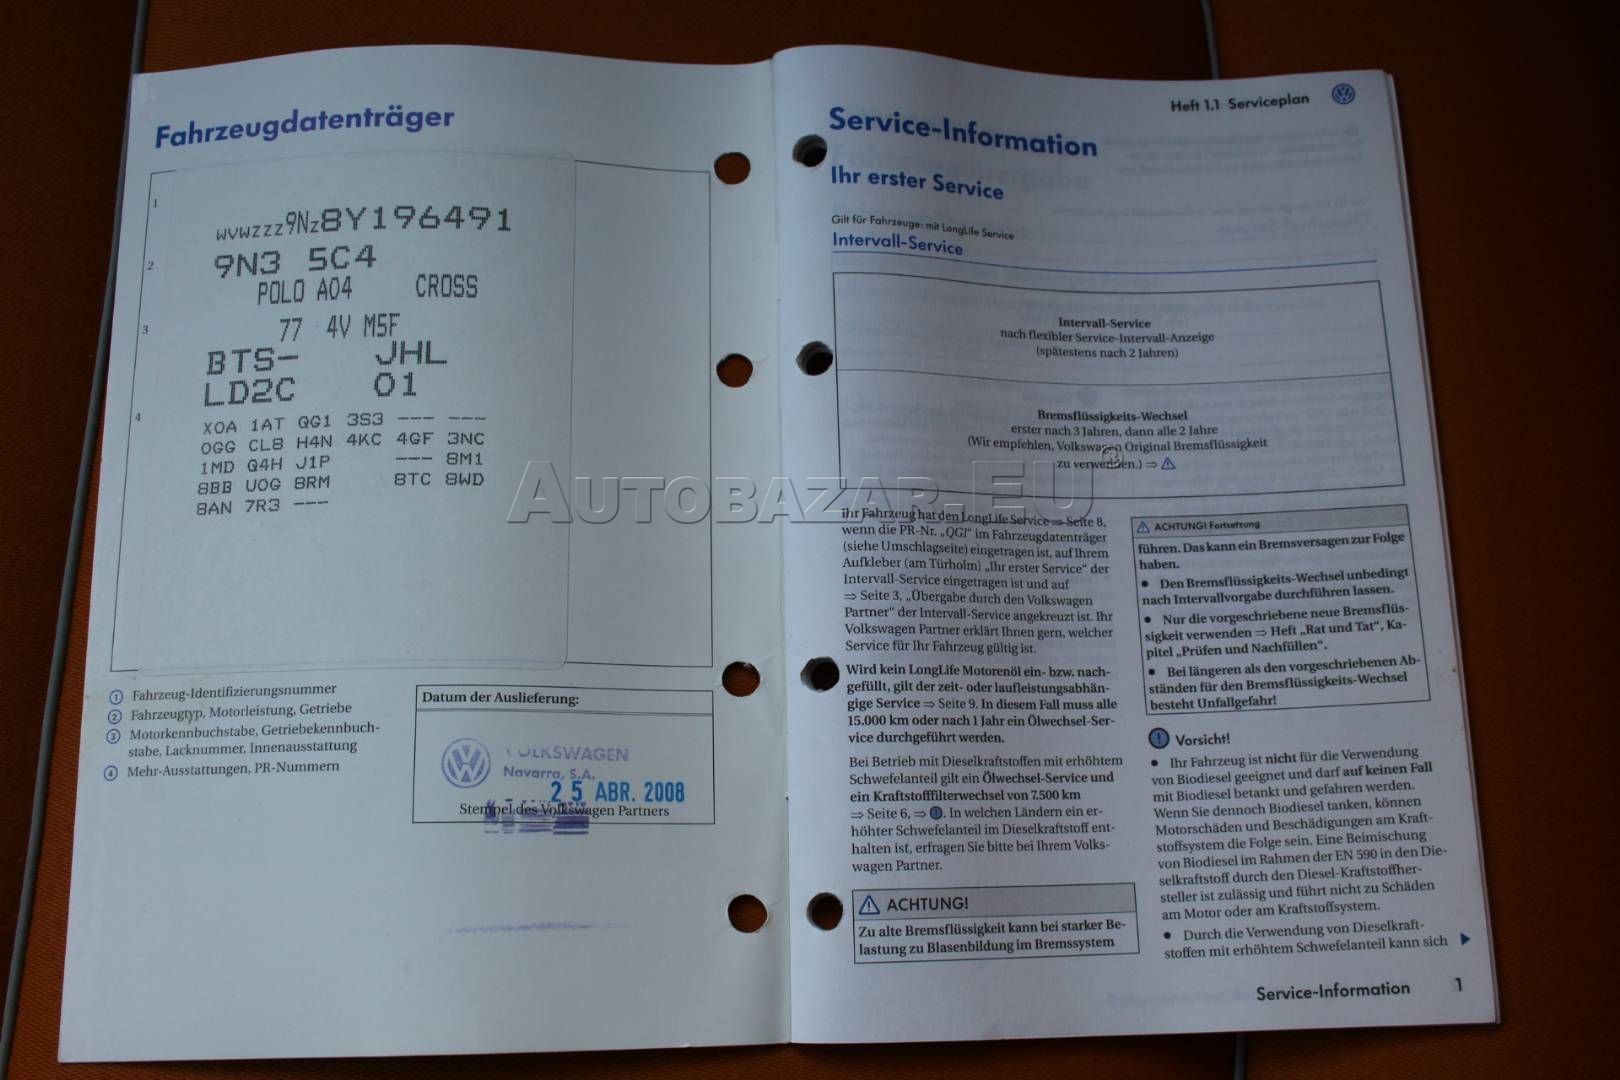 Fahrzeugdatenträger
1
WVWZZZ9NZ8Y196491
2
9N3 5C4
POLO A04 CROSS
3
77 4V M5F
BTS- JHL
LD2C 01
4
X0A 1AT QG1 3S3 --- ---
0GG CL8 H4N 4KC 4GF 3NC
1MD Q4H J1P --- 8M1
8BB U0G 8RM 8TC 8WD
8AN 7R3 ---
1 Fahrzeug-Identifizierungsnummer
2 Fahrzeugtyp, Motorleistung, Getriebe
3 Motorkennbuchstabe, Getriebekennbuch-
stabe, Lacknummer, Innenausstattung
4 Mehr-Ausstattungen, PR-Nummern
Datum der Auslieferung:
VOLKSWAGEN
Navarra, S.A.
25 ABR. 2008
Stempel des Volkswagen Partners
Heft 1.1 Serviceplan
Service-Information
Ihr erster Service
Gilt für Fahrzeuge: mit LongLife Service
Intervall-Service
Intervall-Service
nach flexibler Service-Intervall-Anzeige
(spätestens nach 2 Jahren)
Bremsflüssigkeits-Wechsel
erster nach 3 Jahren, dann alle 2 Jahre
(Wir empfehlen, Volkswagen Original Bremsflüssigkeit
zu verwenden.) ⇒ ⚠
AUTOBAZAR.EU ®
Ihr Fahrzeug hat den LongLife Service ⇒ Seite 8,
wenn die PR-Nr. „QG1" im Fahrzeugdatenträger
(siehe Umschlagseite) eingetragen ist, auf Ihrem
Aufkleber (am Türholm) „Ihr erster Service" der
Intervall-Service eingetragen ist und auf
⇒ Seite 3, „Übergabe durch den Volkswagen
Partner" der Intervall-Service angekreuzt ist. Ihr
Volkswagen Partner erklärt Ihnen gern, welcher
Service für Ihr Fahrzeug gültig ist.
Wird kein LongLife Motorenöl ein- bzw. nach-
gefüllt, gilt der zeit- oder laufleistungsabhän-
gige Service ⇒ Seite 9. In diesem Fall muss alle
15.000 km oder nach 1 Jahr ein Ölwechsel-Ser-
vice durchgeführt werden.
Bei Betrieb mit Dieselkraftstoffen mit erhöhtem
Schwefelanteil gilt ein Ölwechsel-Service und
ein Kraftstofffilterwechsel von 7.500 km
⇒ Seite 6, ⇒ !. In welchen Ländern ein er-
höhter Schwefelanteil im Dieselkraftstoff ent-
halten ist, erfragen Sie bitte bei Ihrem Volks-
wagen Partner.
⚠ ACHTUNG!
Zu alte Bremsflüssigkeit kann bei starker Be-
lastung zu Blasenbildung im Bremssystem
⚠ ACHTUNG! Fortsetzung
führen. Das kann ein Bremsversagen zur Folge
haben.
• Den Bremsflüssigkeits-Wechsel unbedingt
nach Intervallvorgabe durchführen lassen.
• Nur die vorgeschriebene neue Bremsflüs-
sigkeit verwenden ⇒ Heft „Rat und Tat", Ka-
pitel „Prüfen und Nachfüllen".
• Bei längeren als den vorgeschriebenen Ab-
ständen für den Bremsflüssigkeits-Wechsel
besteht Unfallgefahr!
! Vorsicht!
• Ihr Fahrzeug ist nicht für die Verwendung
von Biodiesel geeignet und darf auf keinen Fall
mit Biodiesel betankt und gefahren werden.
Wenn Sie dennoch Biodiesel tanken, können
Motorschäden und Beschädigungen am Kraft-
stoffsystem die Folge sein. Eine Beimischung
von Biodiesel im Rahmen der EN 590 in den Die-
selkraftstoff durch den Diesel-Kraftstoffher-
steller ist zulässig und führt nicht zu Schäden
am Motor oder am Kraftstoffsystem.
• Durch die Verwendung von Dieselkraft-
stoffen mit erhöhtem Schwefelanteil kann sich
Service-Information 1